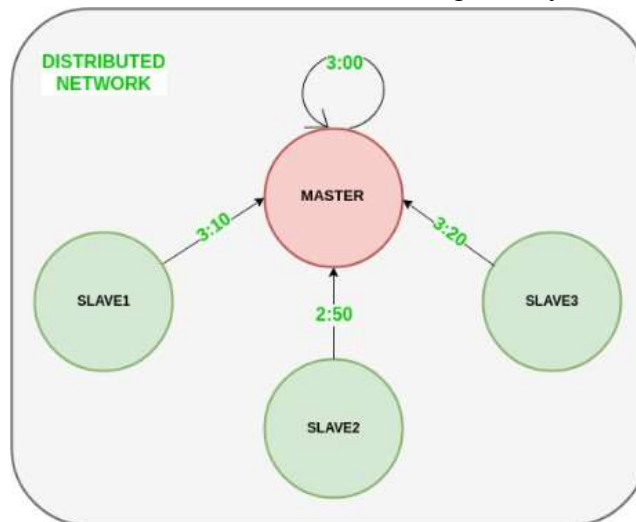 DISTRIBUTED
NETWORK
3:00
MASTER
3:10
3:20
SLAVE1
2:50
SLAVE3
SLAVE2